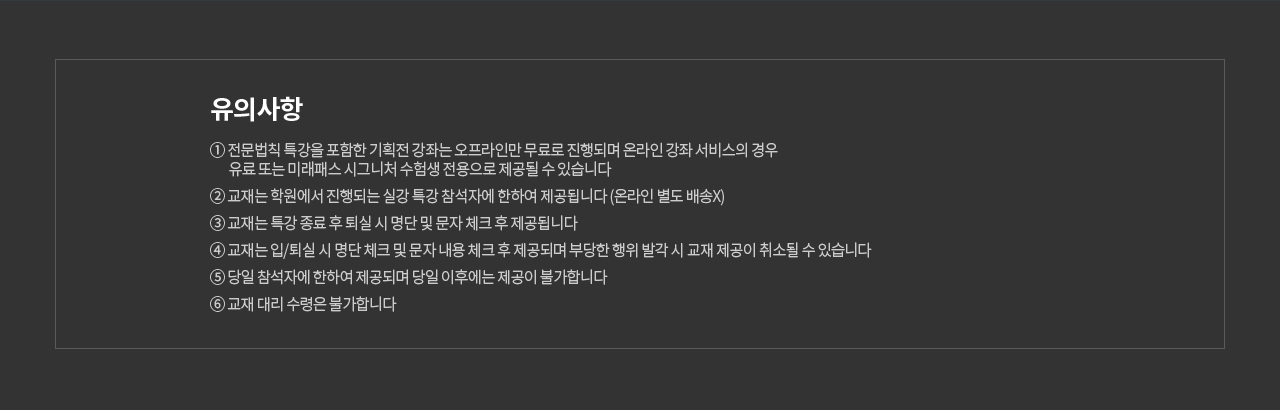 유의사항
① 전문법칙 특강을 포함한 기획전 강좌는 오프라인만 무료로 진행되며 온라인 강좌 서비스의 경우
유료 또는 미래패스 시그니처 수험생 전용으로 제공될 수 있습니다
② 교재는 학원에서 진행되는 실강 특강 참석자에 한하여 제공됩니다 (온라인 별도 배송X)
③ 교재는 특강 종료 후 퇴실 시 명단 및 문자 체크 후 제공됩니다
④ 교재는 입/퇴실 시 명단 체크 및 문자 내용 체크 후 제공되며 부당한 행위 발각 시 교재 제공이 취소될 수 있습니다
⑤ 당일 참석자에 한하여 제공되며 당일 이후에는 제공이 불가합니다
⑥ 교재 대리 수령은 불가합니다